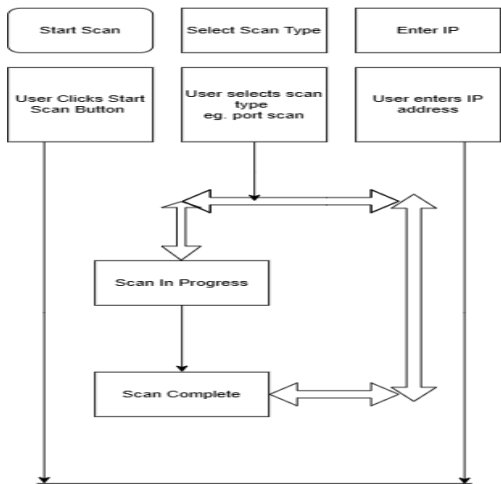 Start Scan
Select Scan Type
Enter IP
User Clicks Start
Scan Button
User selects scan
type
eg. port scan
User enters IP
address
Scan In Progress
Scan Complete